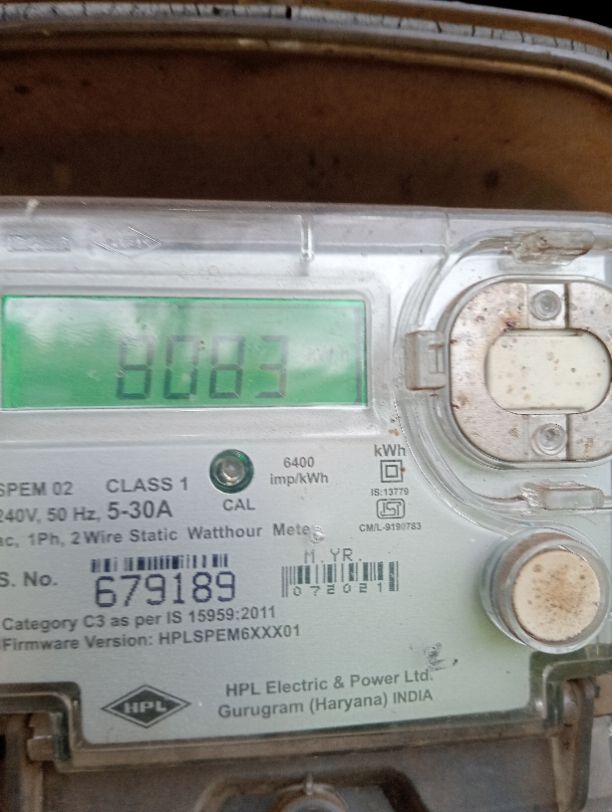 8083 kWh
6400
imp/kWh
kWh
SPEM 02 CLASS 1
CAL
IS:13779
ISI
CM/L-9190783
240V, 50 Hz, 5-30A
ac, 1Ph, 2 Wire Static Watthour Meter
M.YR.
S. No. 679189
072021
Category C3 as per IS 15959:2011
Firmware Version: HPLSPEM6XXX01
HPL
HPL Electric & Power Ltd.
Gurugram (Haryana) INDIA